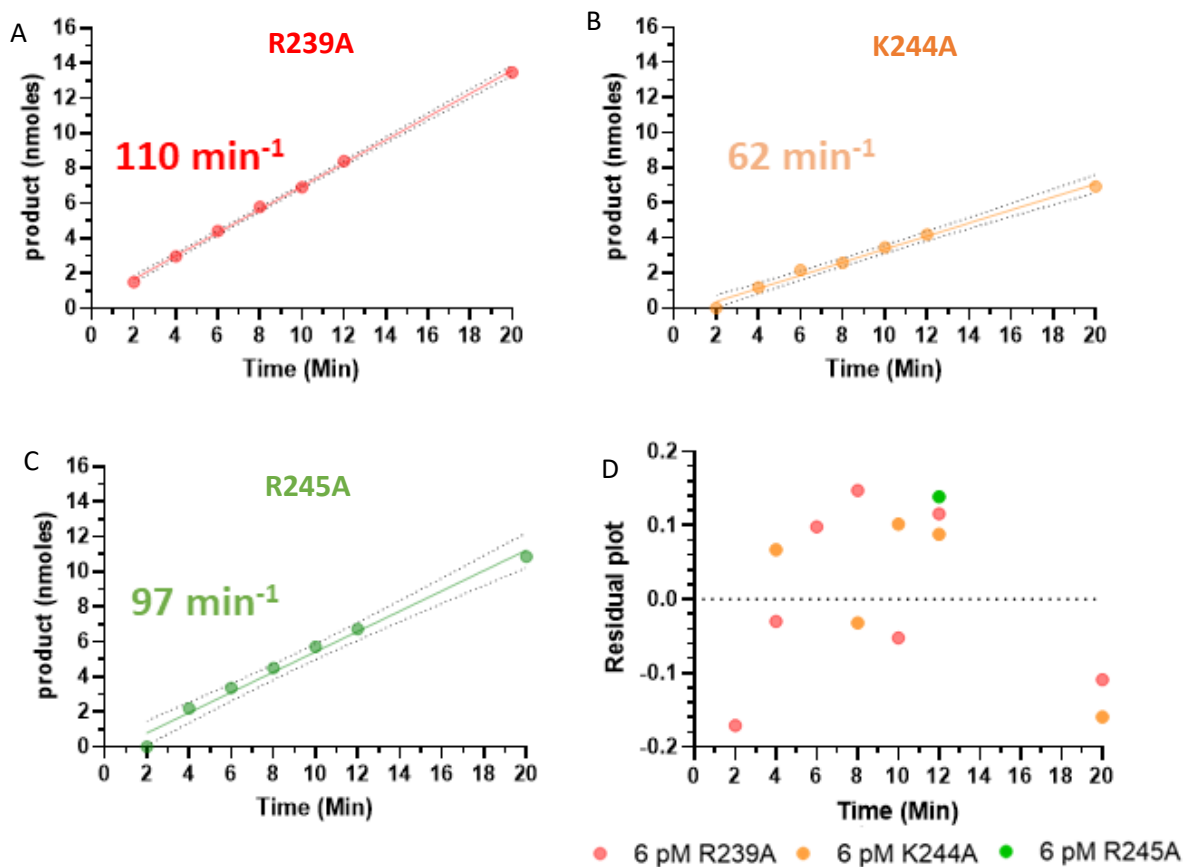 A
R239A
16
14
12
10
8
6
4
2
0
product (nmoles)
110 min-1
0 2 4 6 8 10 12 14 16 18 20
Time (Min)
B
K244A
16
14
12
10
8
6
4
2
0
product (nmoles)
62 min-1
0 2 4 6 8 10 12 14 16 18 20
Time (Min)
C
R245A
16
14
12
10
8
6
4
2
0
product (nmoles)
97 min-1
0 2 4 6 8 10 12 14 16 18 20
Time (Min)
D
0.2
0.1
0.0
-0.1
-0.2
Residual plot
2 4 6 8 10 12 14 16 18 20
Time (Min)
6 pM R239A 6 pM K244A 6 pM R245A